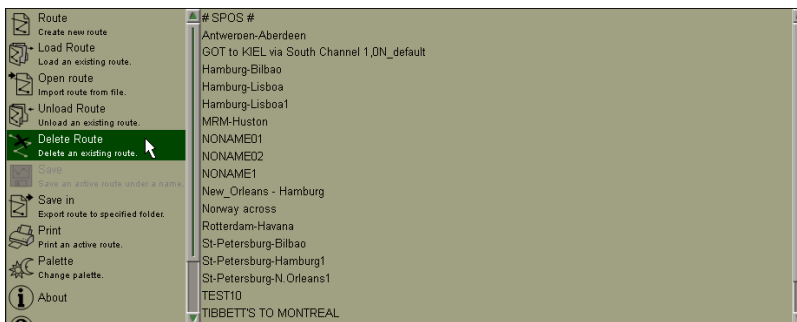 Route
Create new route
Load Route
Load an existing route.
Open route
Import route from file.
Unload Route
Unload an existing route.
Delete Route
Delete an existing route.
Save
Save an active route under a name
Save in
Export route to specified folder.
Print
Print an active route.
Palette
Change palette.
About
# SPOS #
Antwerpen-Aberdeen
GOT to KIEL via South Channel 1,0N_default
Hamburg-Bilbao
Hamburg-Lisboa
Hamburg-Lisboa1
MRM-Huston
NONAME01
NONAME02
NONAME1
New_Orleans - Hamburg
Norway across
Rotterdam-Havana
St-Petersburg-Bilbao
St-Petersburg-Hamburg1
St-Petersburg-N.Orleans1
TEST10
TIBBETT'S TO MONTREAL